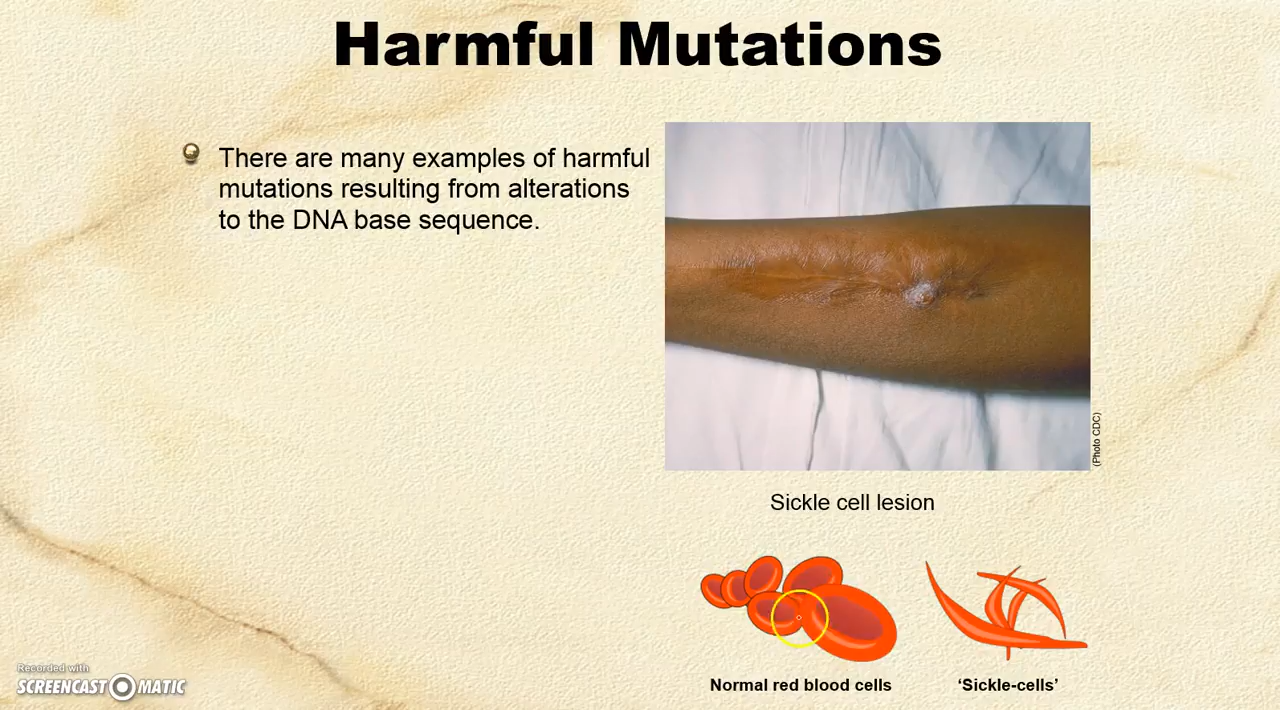 Harmful Mutations
There are many examples of harmful
mutations resulting from alterations
to the DNA base sequence.
(Photo CDC)
Sickle cell lesion
Normal red blood cells
‘Sickle-cells’
Recorded with
SCREENCAST MATIC